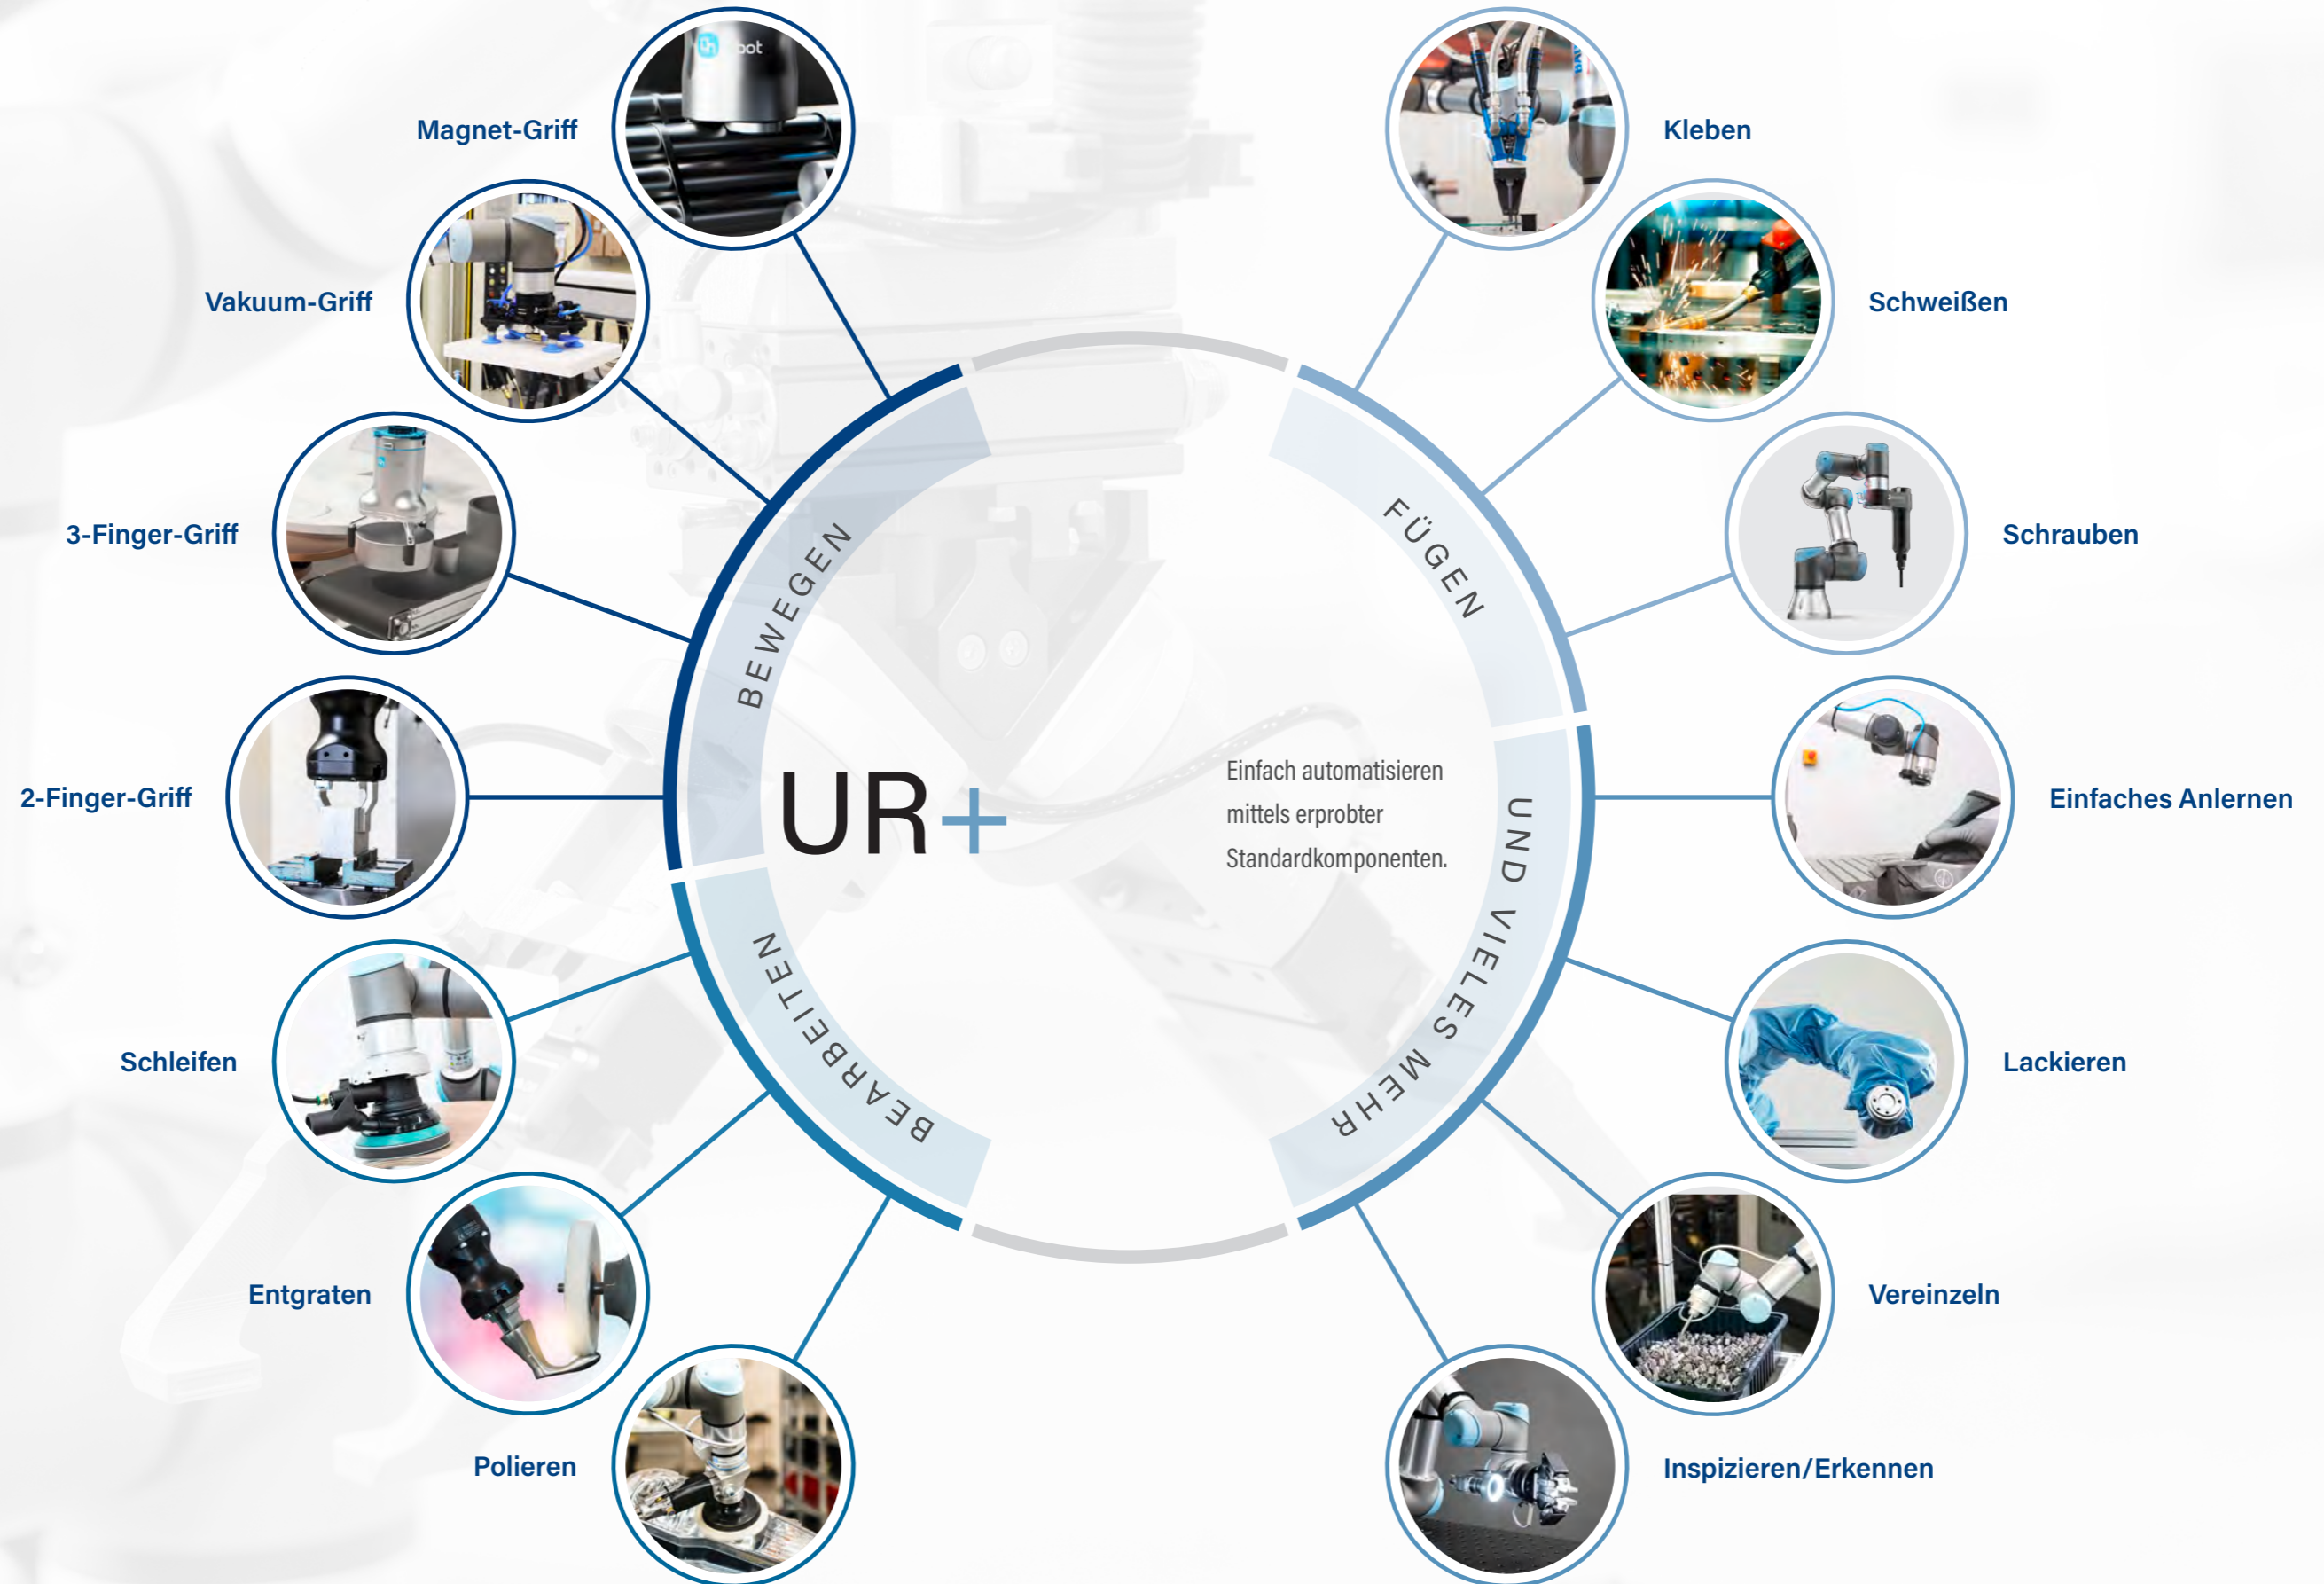 Magnet-Griff
Vakuum-Griff
3-Finger-Griff
2-Finger-Griff
Schleifen
Entgraten
Polieren
BEWEGEN
BEARBEITEN
UR+
Einfach automatisieren
mittels erprobter
Standardkomponenten.
FÜGEN
UND VIELES MEHR
Kleben
Schweißen
Schrauben
Einfaches Anlernen
Lackieren
Vereinzeln
Inspizieren/Erkennen